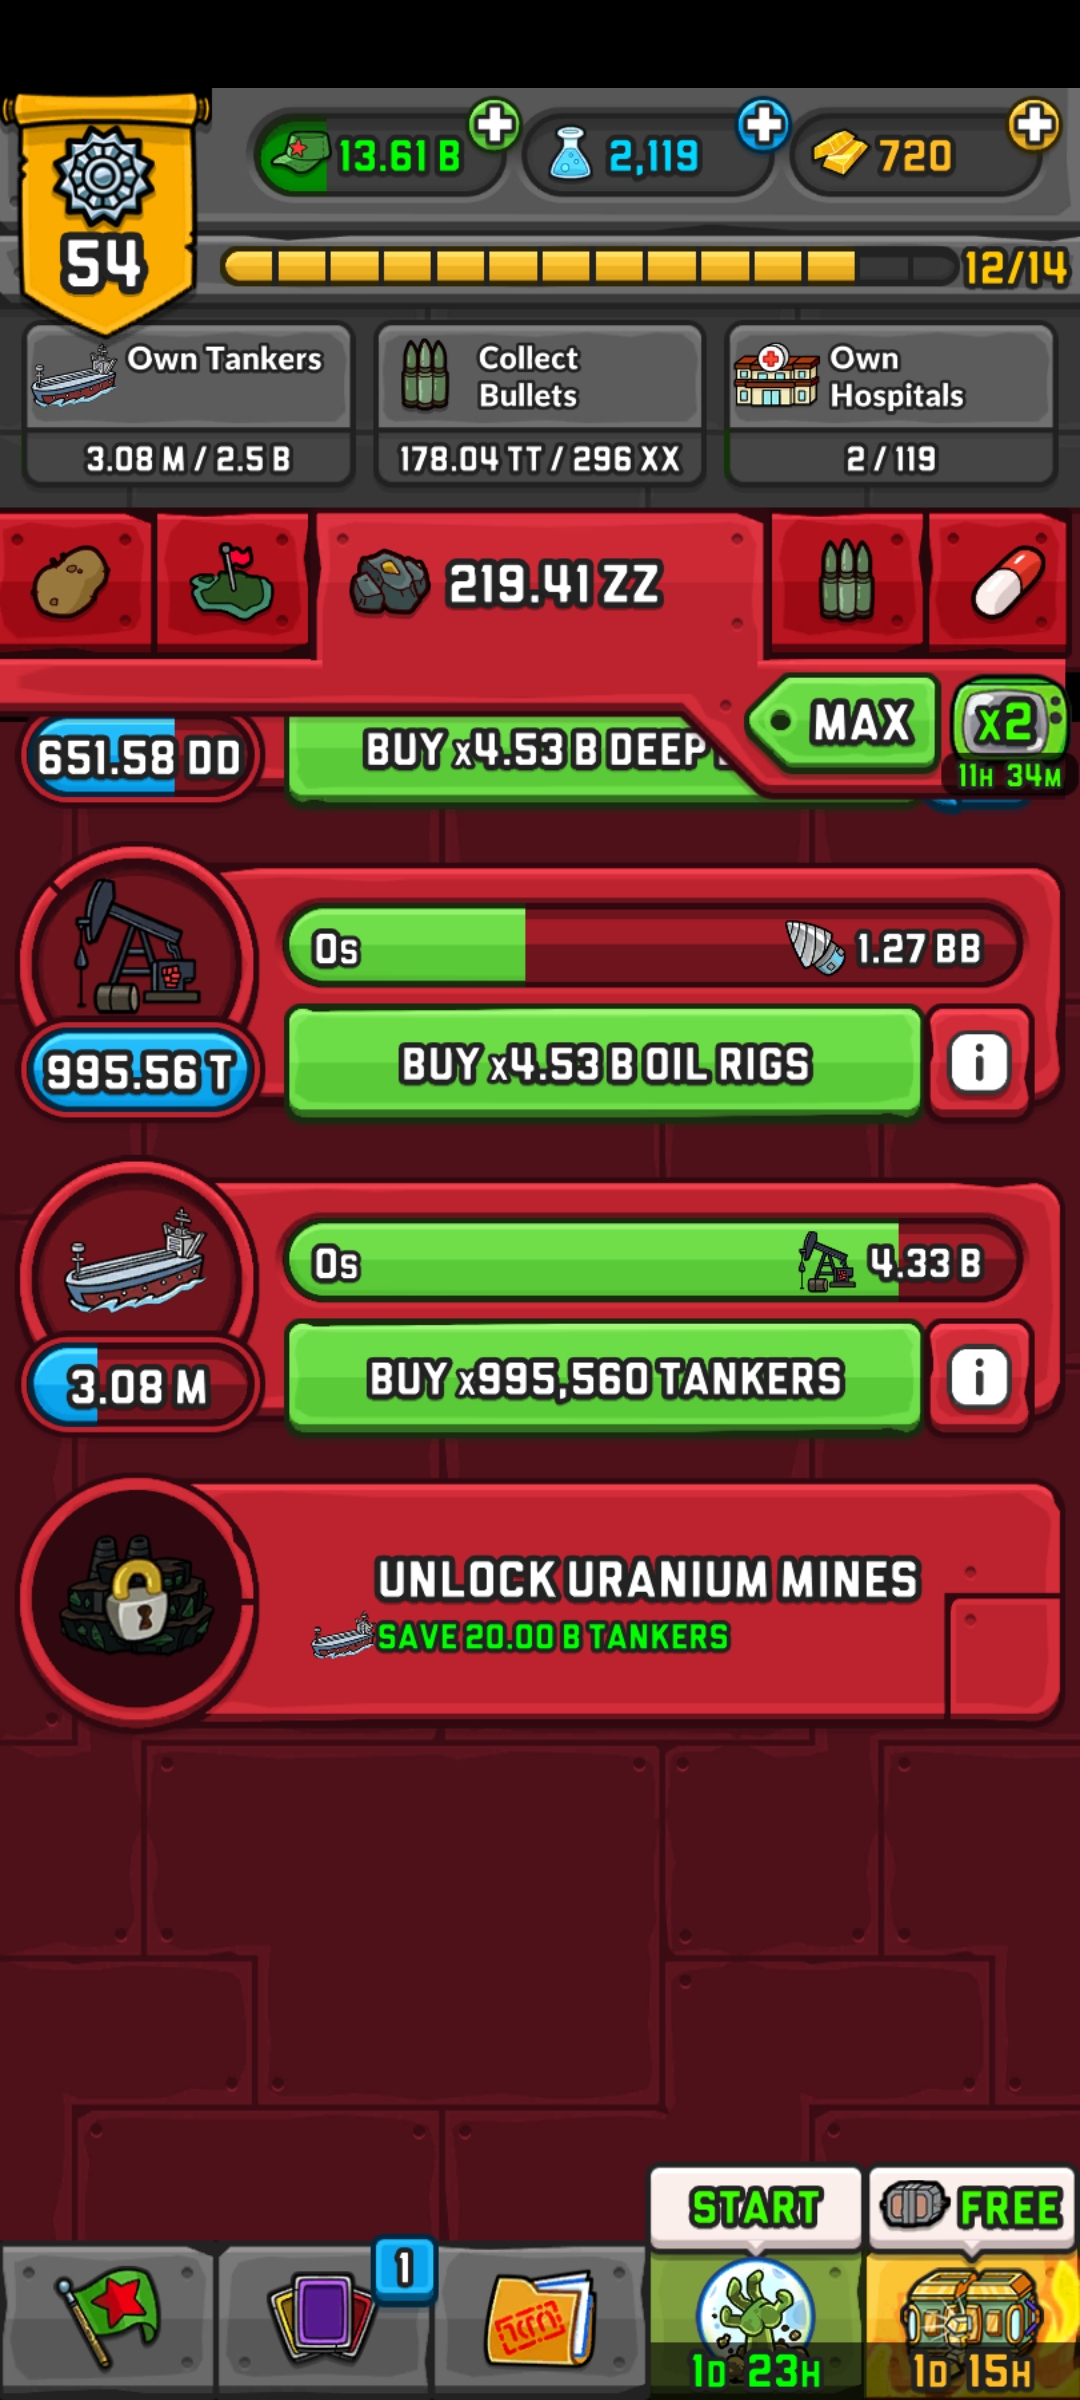 54
13.61 B
2,119
720
12/14
Own Tankers
3.08 M / 2.5 B
Collect
Bullets
178.04 TT / 296 XX
Own
Hospitals
2 / 119
219.41 ZZ
MAX
x2
11H 34M
651.58 DD
BUY x4.53 B DEEP
0s
1.27 BB
995.56 T
BUY x4.53 B OIL RIGS
i
0s
4.33 B
3.08 M
BUY x995,560 TANKERS
i
UNLOCK URANIUM MINES
SAVE 20.00 B TANKERS
START
FREE
1
1D 23H
1D 15H